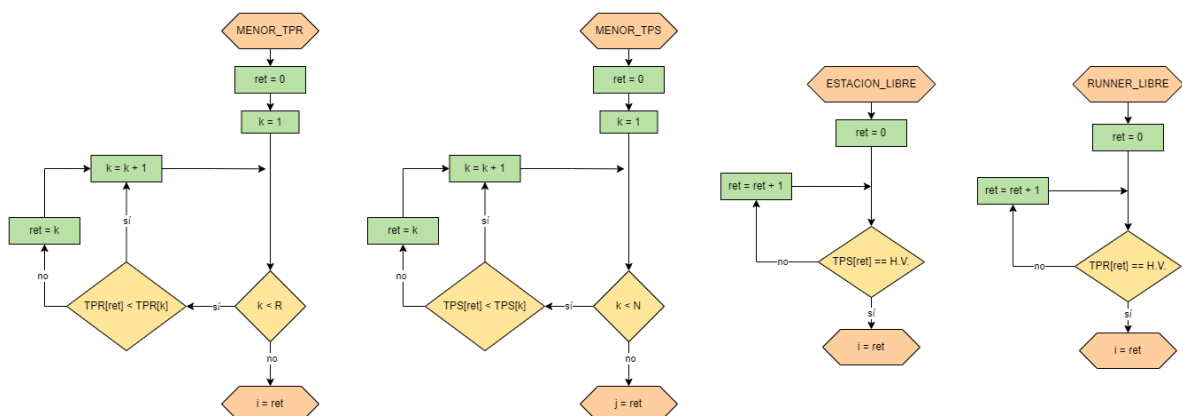 MENOR_TPR
ret = 0
k = 1
k = k + 1
ret = k
sí
no
TPR[ret] < TPR[k]
sí
k < R
no
i = ret
MENOR_TPS
ret = 0
k = 1
k = k + 1
ret = k
sí
no
TPS[ret] < TPS[k]
sí
k < N
no
j = ret
ESTACION_LIBRE
ret = 0
ret = ret + 1
no
TPS[ret] == H.V.
sí
i = ret
RUNNER_LIBRE
ret = 0
ret = ret + 1
no
TPR[ret] == H.V.
sí
i = ret